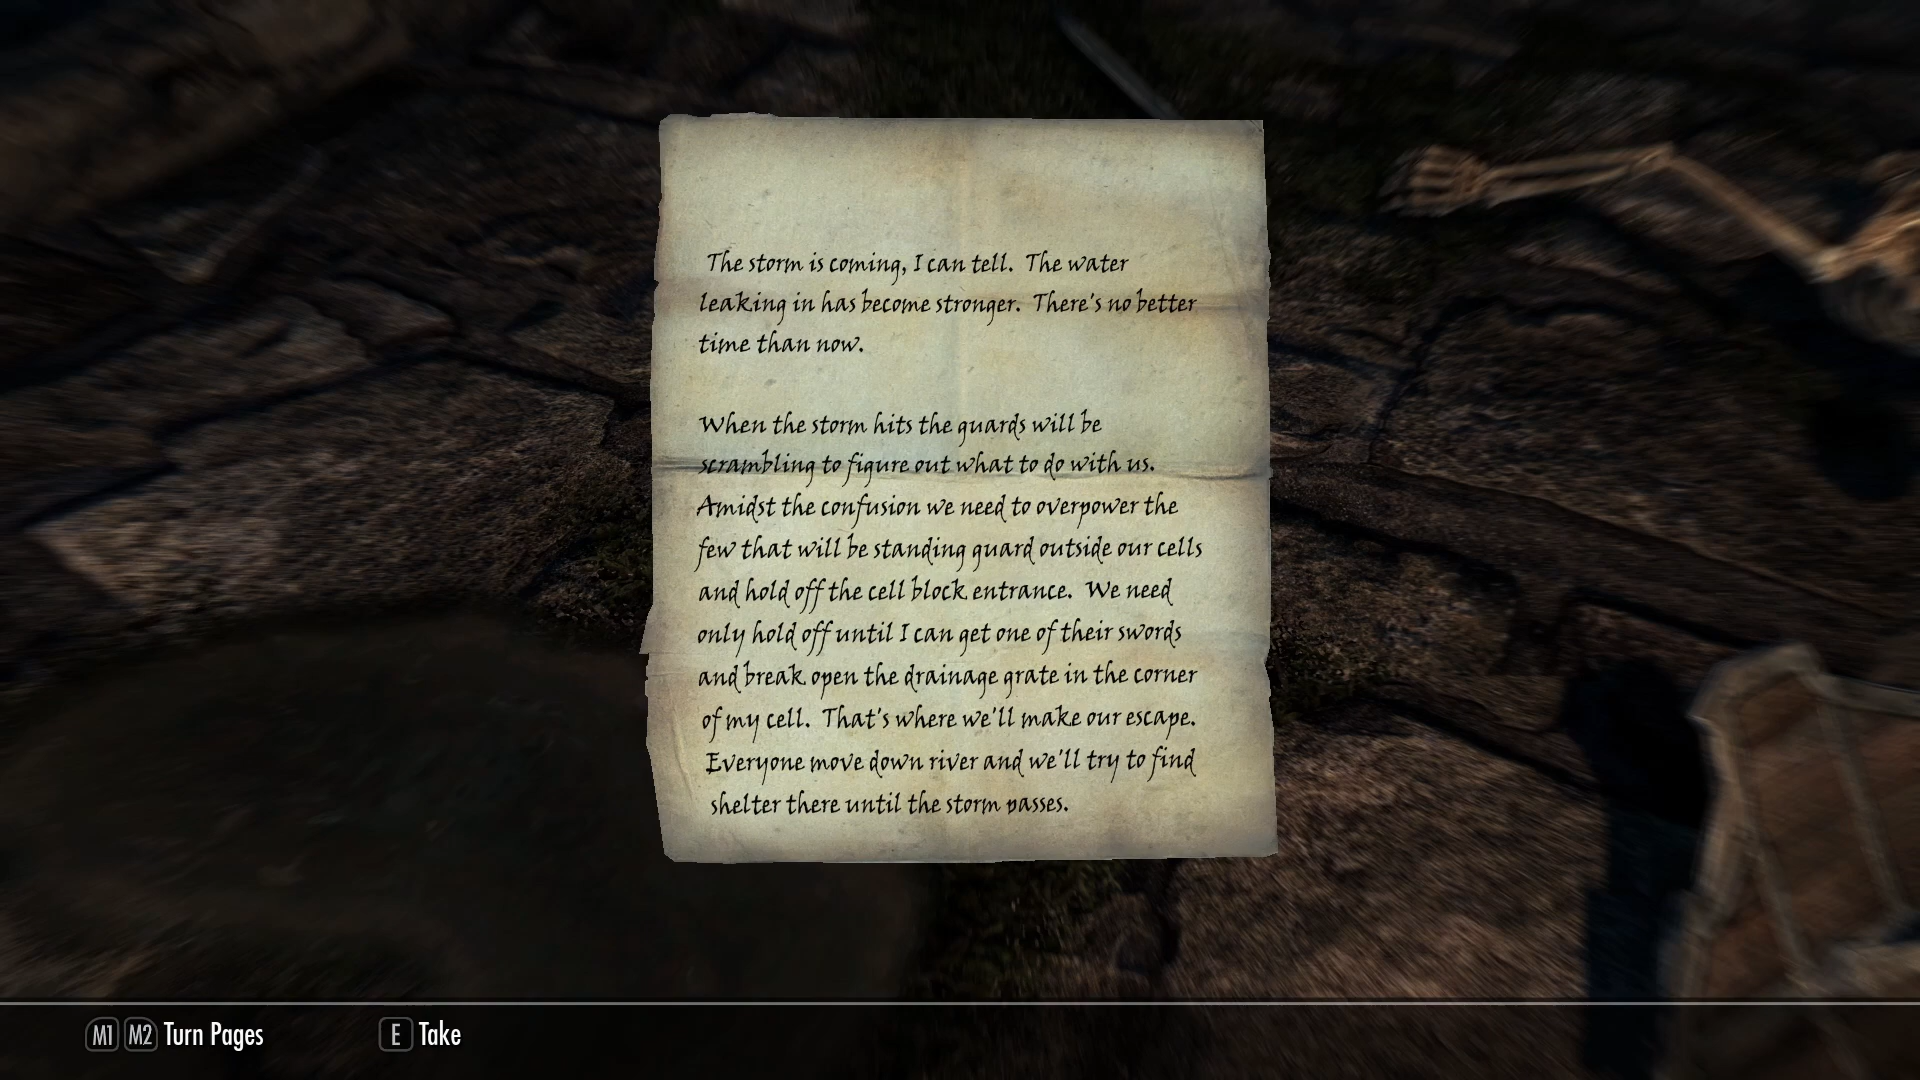 The storm is coming, I can tell.  The water
leaking in has become stronger.  There's no better
time than now.
When the storm hits the guards will be
scrambling to figure out what to do with us.
Amidst the confusion we need to overpower the
few that will be standing guard outside our cells
and hold off the cell block entrance.  We need
only hold off until I can get one of their swords
and break open the drainage grate in the corner
of my cell.  That's where we'll make our escape.
Everyone move down river and we'll try to find
shelter there until the storm passes.
M1 M2 Turn Pages
E Take